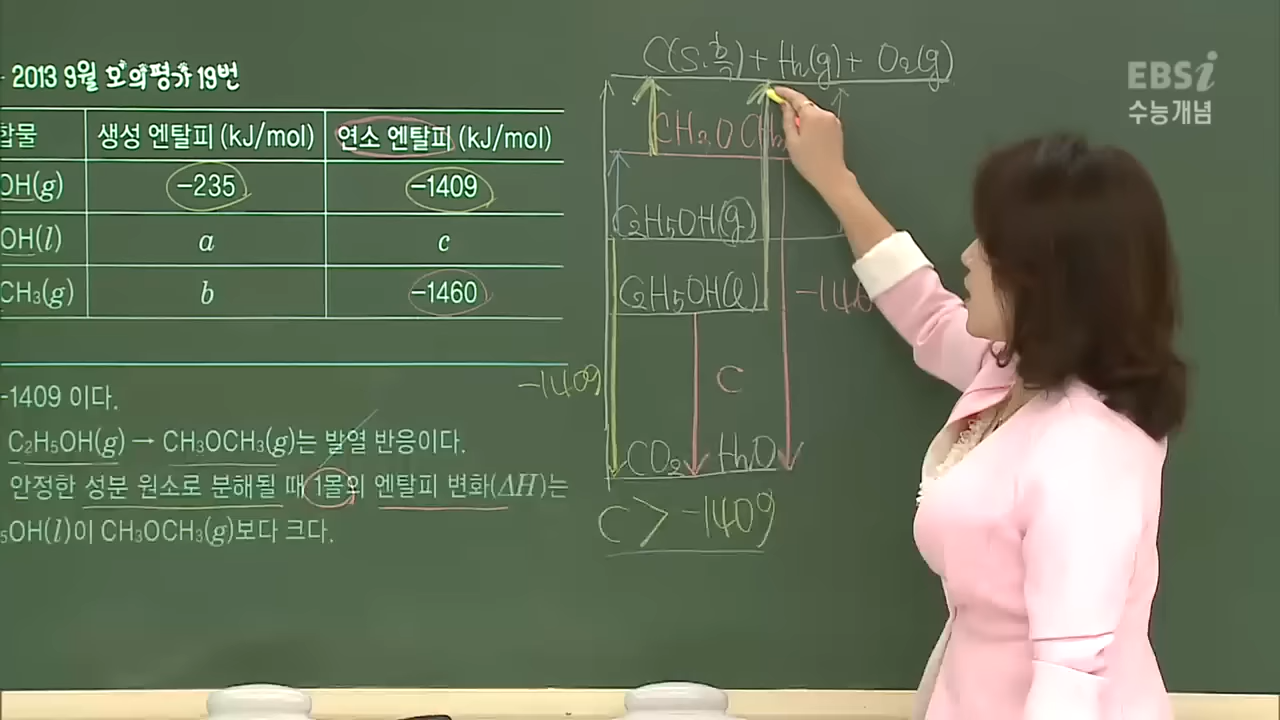 2013 9월 모의평가 19번
합물 생성 엔탈피 (kJ/mol) 연소 엔탈피 (kJ/mol)
OH(g) -235 -1409
OH(l) a c
CH₃(g) b -1460
-1409 이다.
C₂H₅OH(g) → CH₃OCH₃(g)는 발열 반응이다.
안정한 성분 원소로 분해될 때 1몰의 엔탈피 변화(ΔH)는
₅OH(l)이 CH₃OCH₃(g)보다 크다.
C(s.흑) + H₂(g) + O₂(g)
CH₃O
C₂H₅OH(g)
C₂H₅OH(l)
-1409
C
CO₂ H₂O
C > -1409
EBSi
수능개념